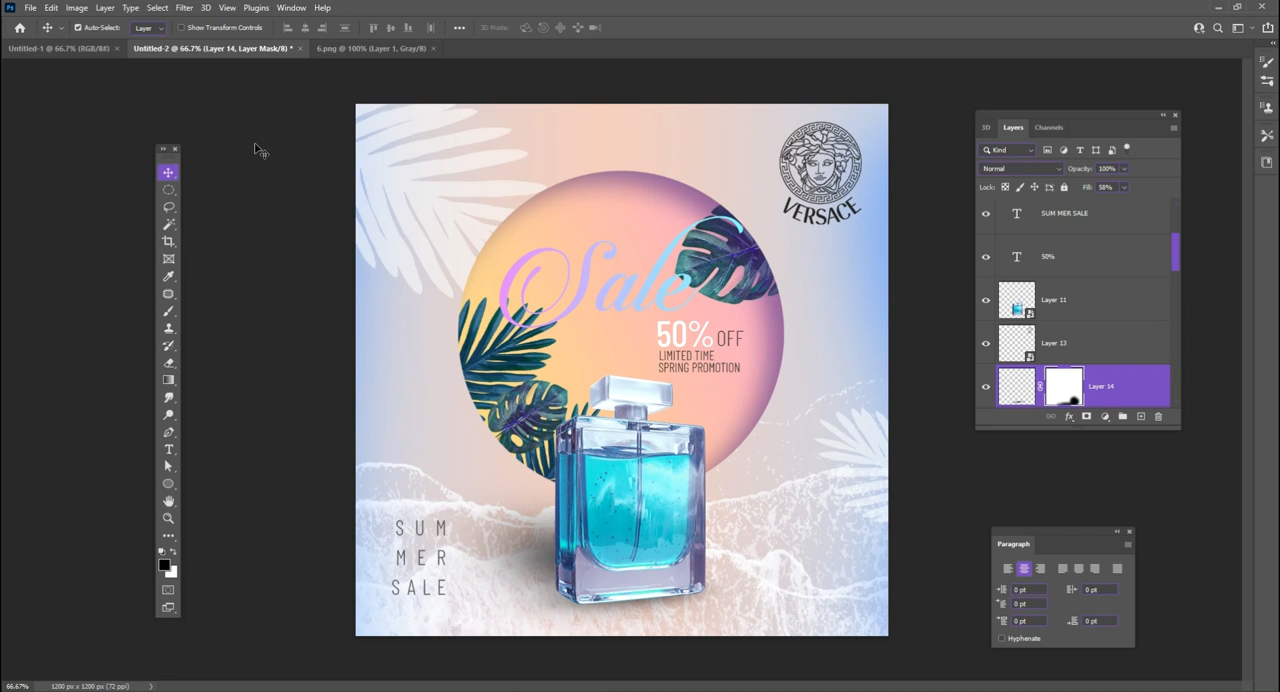 Ps File Edit Image Layer Type Select Filter 3D View Plugins Window Help
Auto-Select: Layer Show Transform Controls 3D Mode:
Untitled-1 @ 66.7% (RGB/8#) × Untitled-2 @ 66.7% (Layer 14, Layer Mask/8) * × 6.png @ 100% (Layer 1, Gray/8) ×
VERSACE
Sale
50% OFF
LIMITED TIME
SPRING PROMOTION
SUM
MER
SALE
3D Layers Channels
Kind
Normal Opacity: 100%
Lock: Fill: 58%
T SUM MER SALE
T 50%
Layer 11
Layer 13
Layer 14
fx
Paragraph
0 pt 0 pt
0 pt
0 pt 0 pt
Hyphenate
66.67% 1200 px x 1200 px (72 ppi)